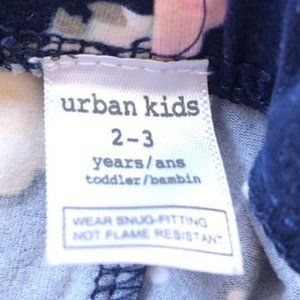 urban kids
2-3
years/ans
toddler/bambin
WEAR SNUG-FITTING
NOT FLAME RESISTANT